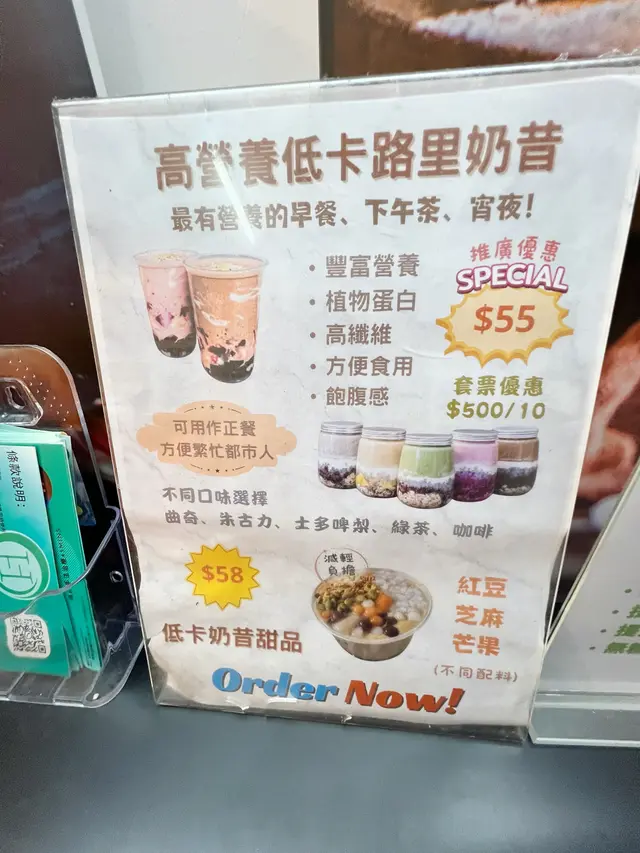 高營養低卡路里奶昔
最有營養的早餐、下午茶、宵夜!
・豐富營養
・植物蛋白
・高纖維
・方便食用
・飽腹感
推廣優惠
SPECIAL
$55
套票優惠
$500/10
可用作正餐
方便繁忙都市人
不同口味選擇
曲奇、朱古力、士多啤梨、綠茶、咖啡
$58
減輕
負擔
低卡奶昔甜品
紅豆
芝麻
芒果
(不同配料)
Order Now!
條款說明: